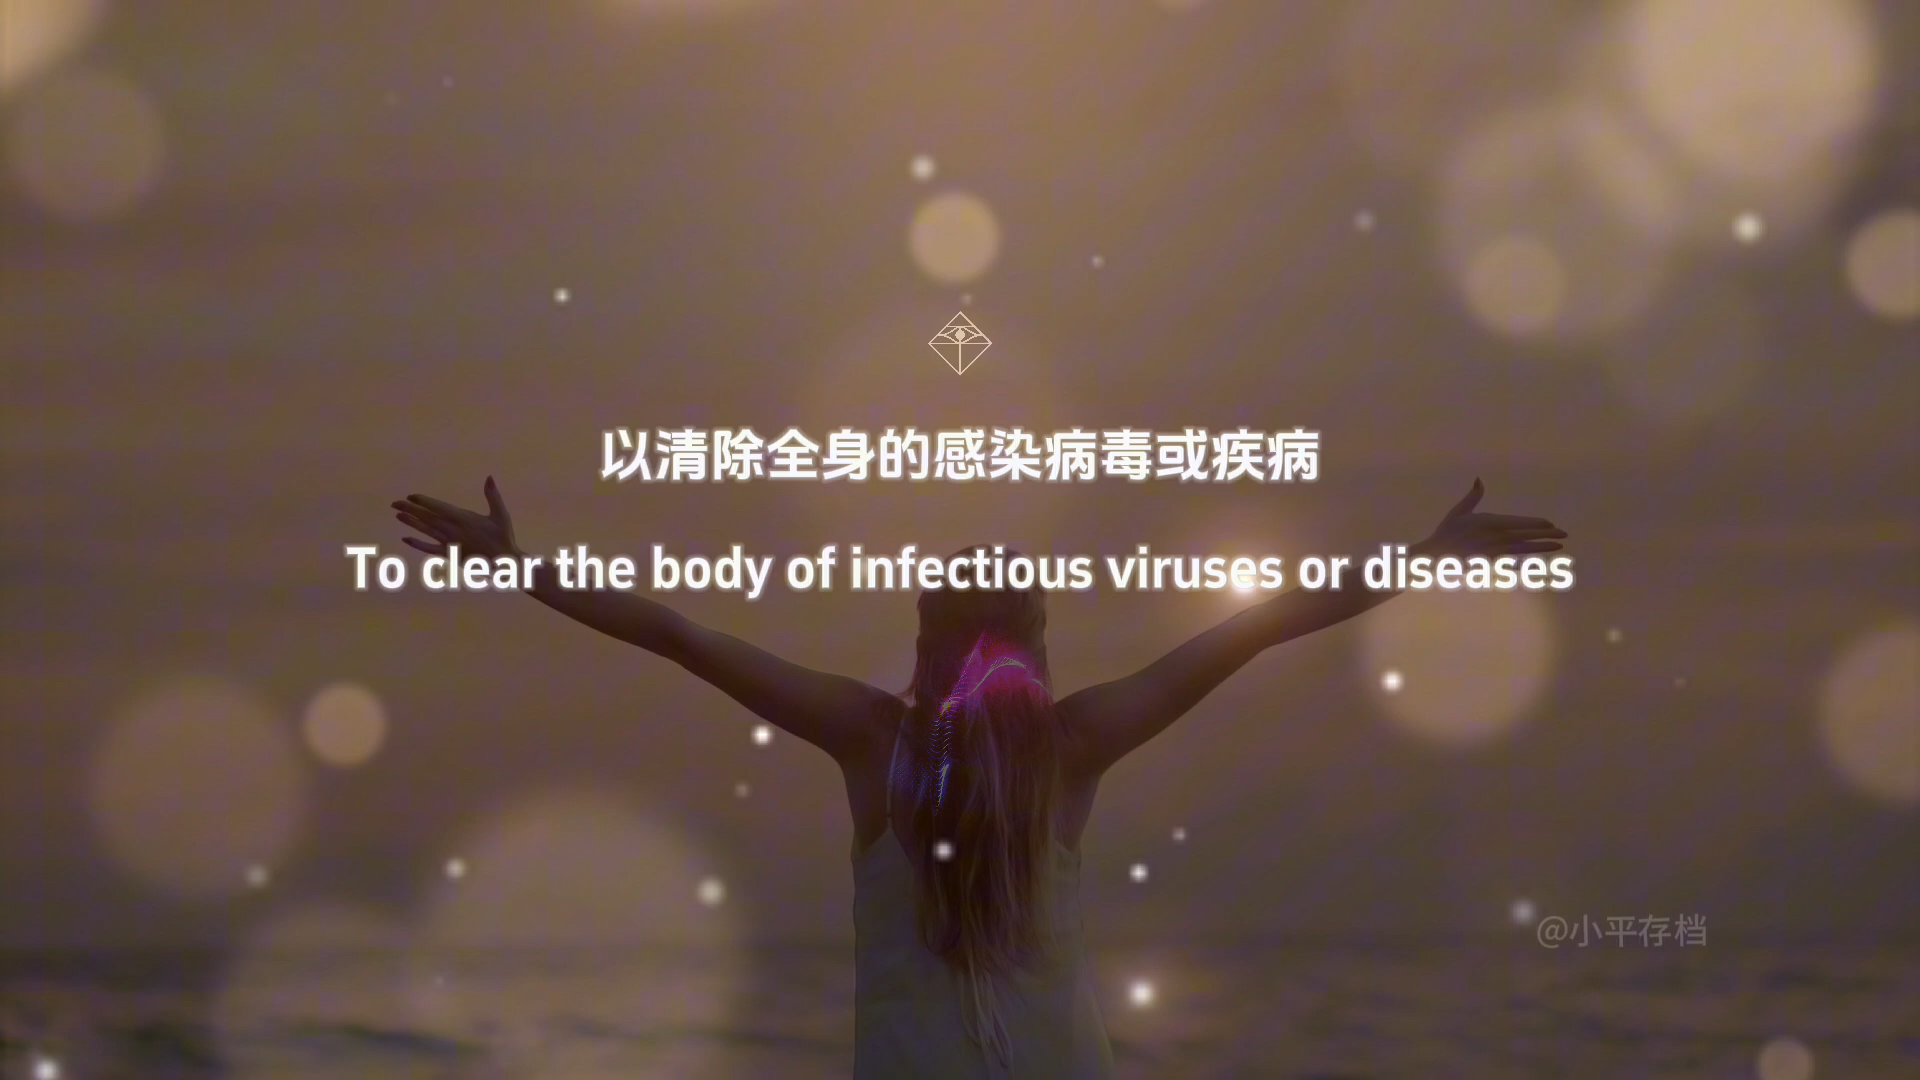 以清除全身的感染病毒或疾病
To clear the body of infectious viruses or diseases
@小平存档